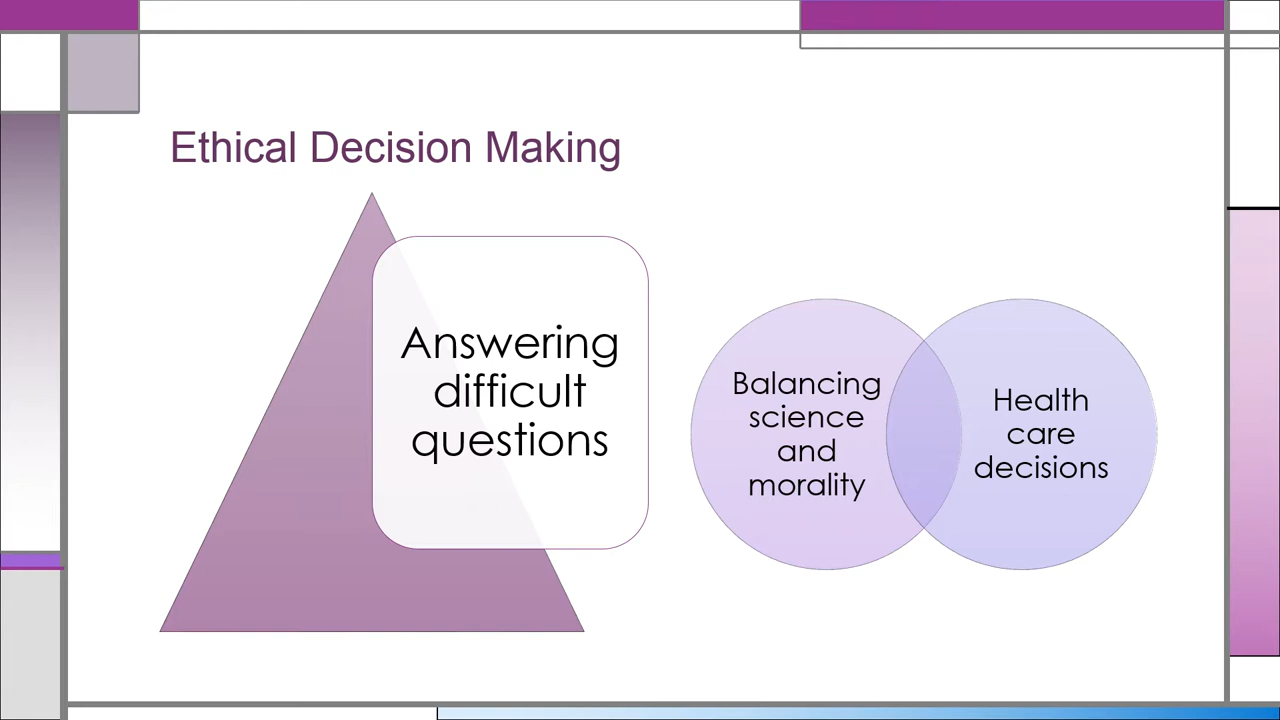 Ethical Decision Making
Answering
difficult
questions
Balancing
science
and
morality
Health
care
decisions